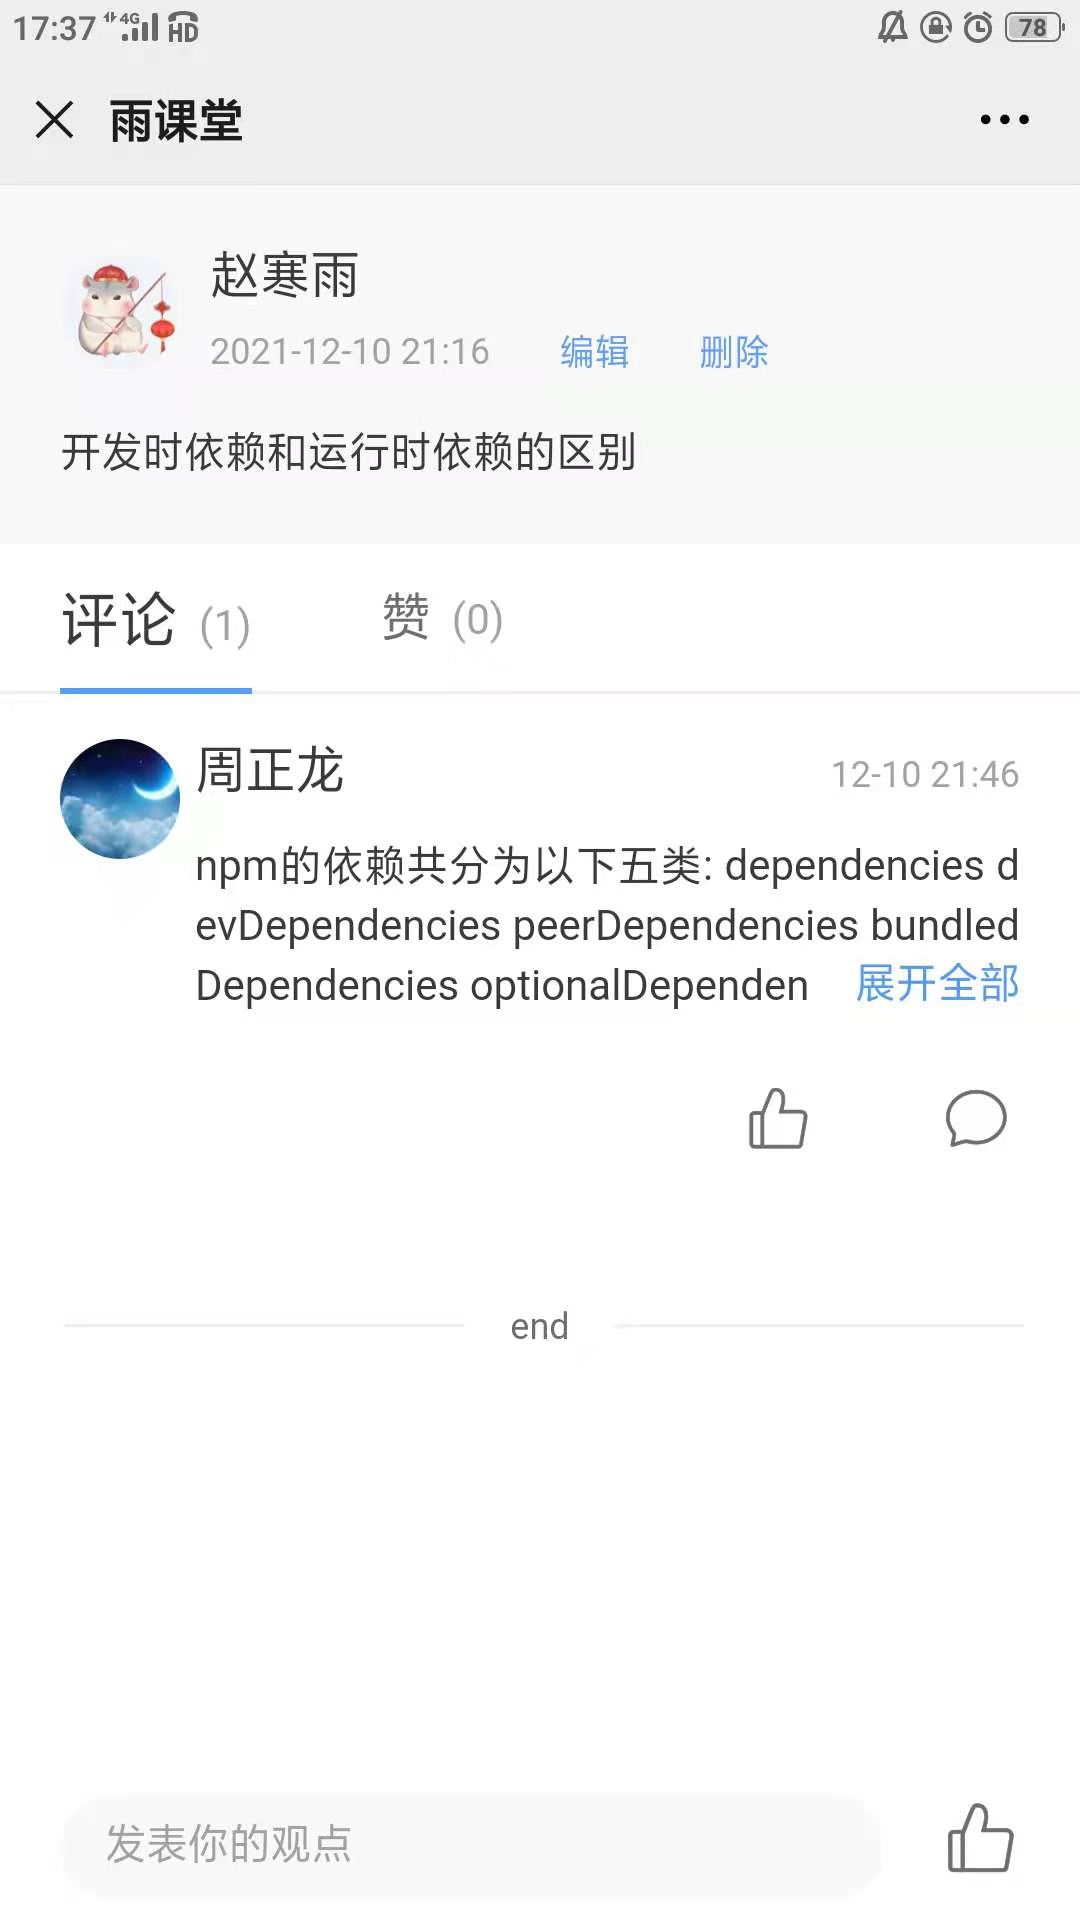 17:37 4G HD 78
雨课堂
赵寒雨
2021-12-10 21:16 编辑 删除
开发时依赖和运行时依赖的区别
评论 (1) 赞 (0)
周正龙 12-10 21:46
npm的依赖共分为以下五类: dependencies d
evDependencies peerDependencies bundled
Dependencies optionalDependen 展开全部
end
发表你的观点